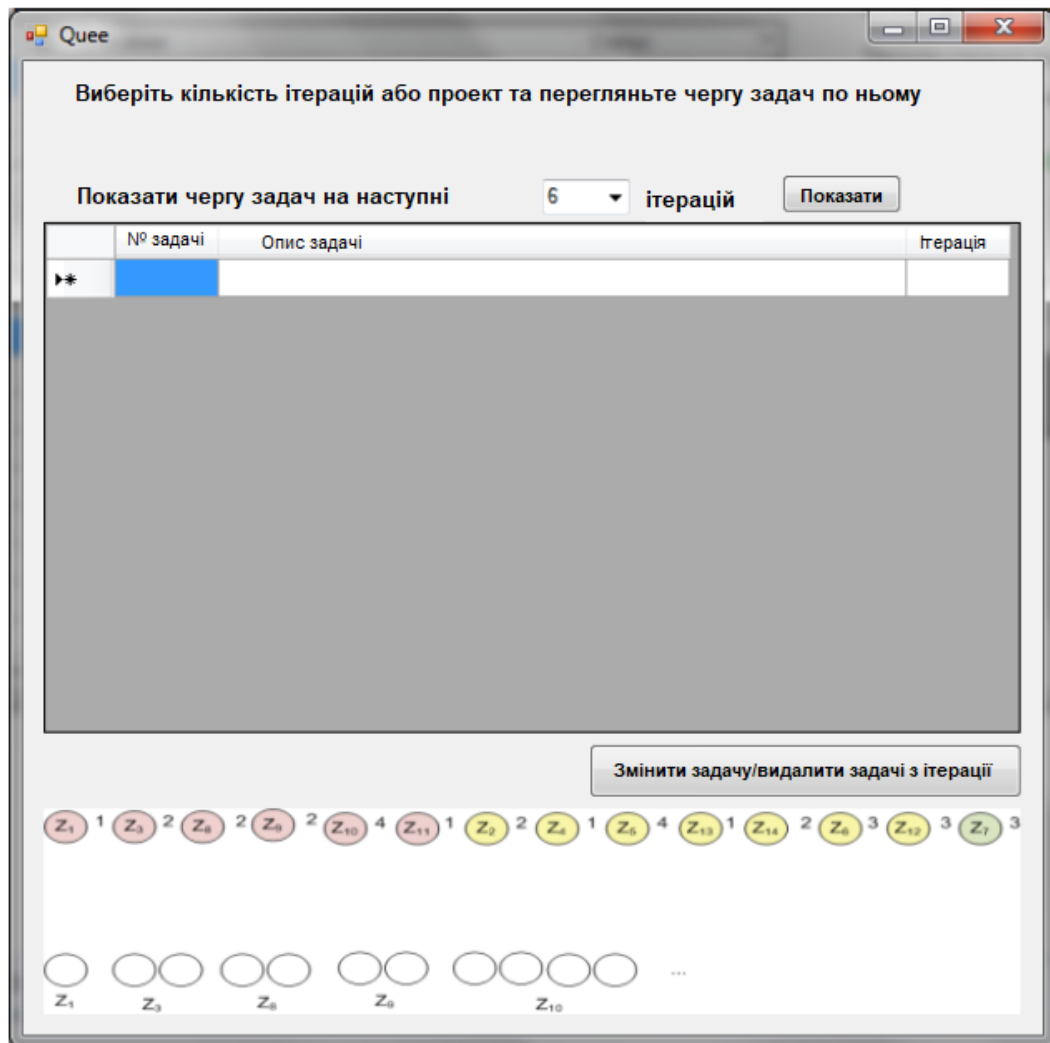 Quee
Виберіть кількість ітерацій або проект та перегляньте чергу задач по ньому
Показати чергу задач на наступні 6 ітерацій Показати
№ задачі Опис задачі Ітерація
Змінити задачу/видалити задачі з ітерації
Z₁ 1 Z₃ 2 Z₈ 2 Z₉ 2 Z₁₀ 4 Z₁₁ 1 Z₂ 2 Z₄ 1 Z₅ 4 Z₁₃ 1 Z₁₄ 2 Z₆ 3 Z₁₂ 3 Z₇ 3
...
Z₁ Z₃ Z₈ Z₉ Z₁₀